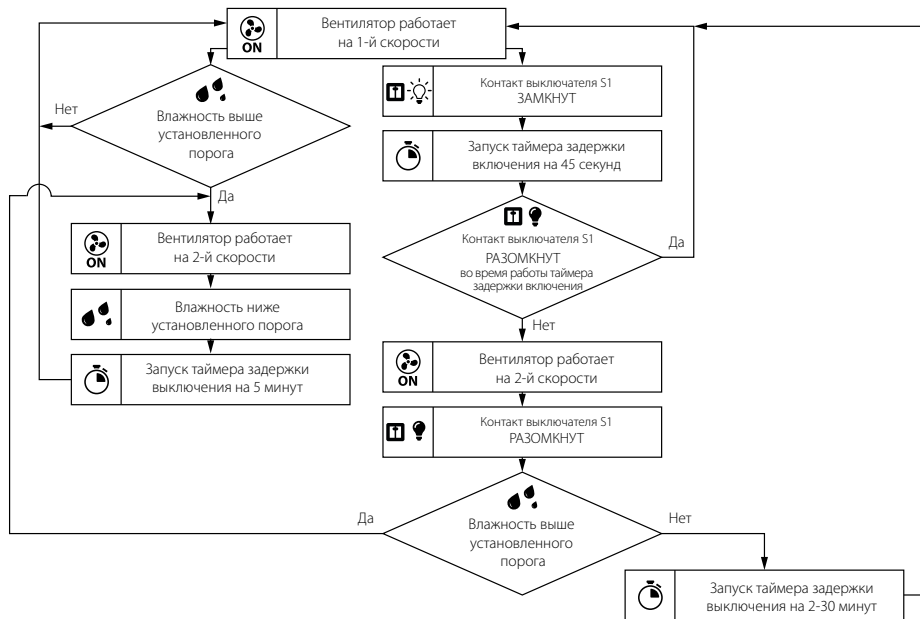 ON
Вентилятор работает
на 1-й скорости
Влажность выше
установленного
порога
Нет
Да
ON
Вентилятор работает
на 2-й скорости
Влажность ниже
установленного порога
Запуск таймера задержки
выключения на 5 минут
Контакт выключателя S1
ЗАМКНУТ
Запуск таймера задержки
включения на 45 секунд
Контакт выключателя S1
РАЗОМКНУТ
во время работы таймера
задержки включения
Да
Нет
ON
Вентилятор работает
на 2-й скорости
Контакт выключателя S1
РАЗОМКНУТ
Да
Влажность выше
установленного
порога
Нет
Запуск таймера задержки
выключения на 2-30 минут